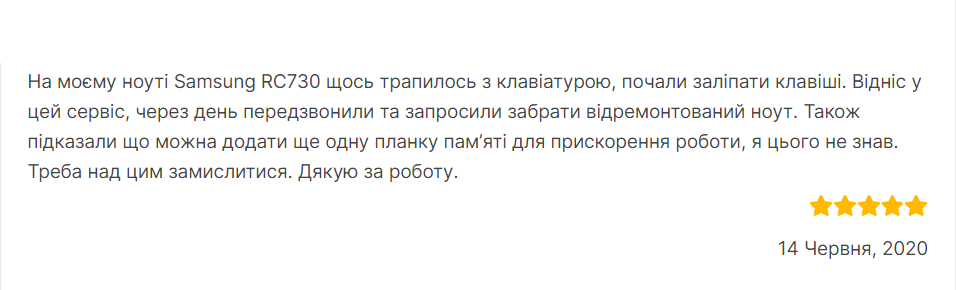 На моєму ноуті Samsung RC730 щось трапилось з клавіатурою, почали заліпати клавіші. Відніс у
цей сервіс, через день передзвонили та запросили забрати відремонтований ноут. Також
підказали що можна додати ще одну планку пам’яті для прискорення роботи, я цього не знав.
Треба над цим замислитися. Дякую за роботу.
14 Червня, 2020